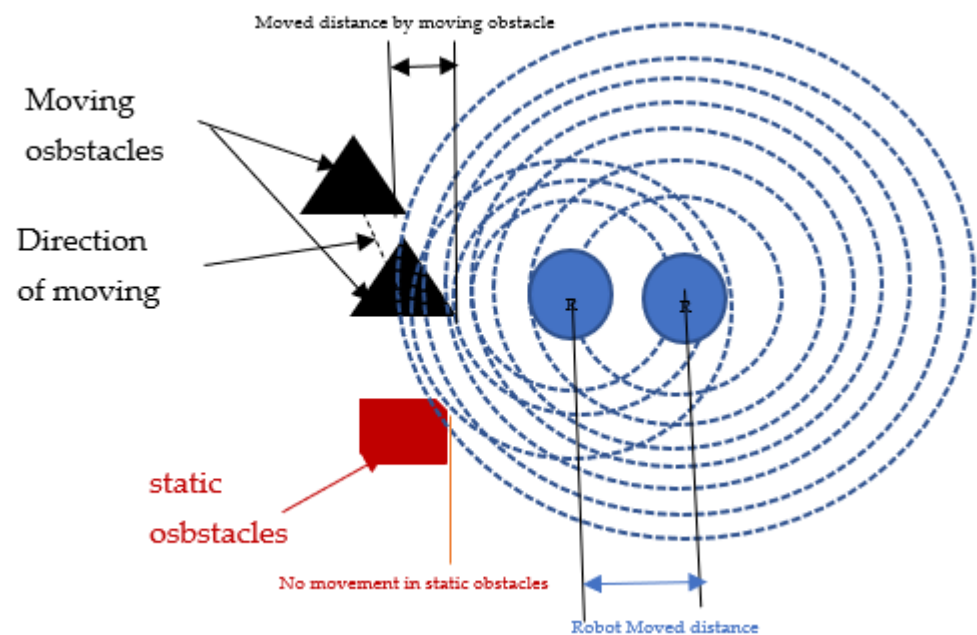 Moved distance by moving obstacle
Moving
osbstacles
Direction
of moving
R
R
static
osbstacles
No movement in static obstacles
Robot Moved distance